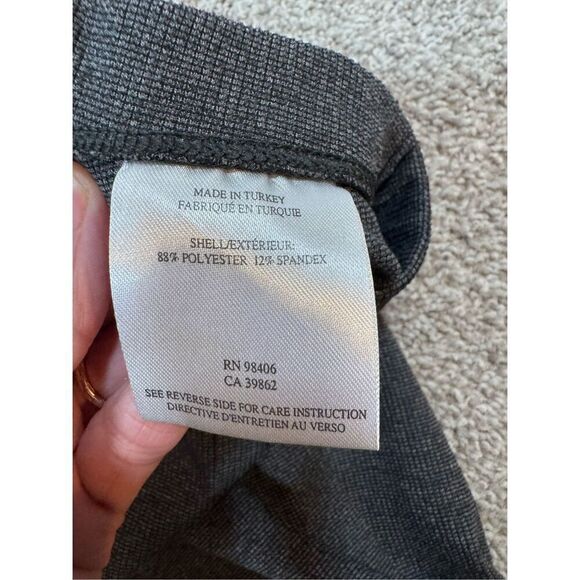 MADE IN TURKEY
FABRIQUÉ EN TURQUIE
SHELL/EXTÉRIEUR:
88% POLYESTER 12% SPANDEX
RN 98406
CA 39862
SEE REVERSE SIDE FOR CARE INSTRUCTION
DIRECTIVE D'ENTRETIEN AU VERSO